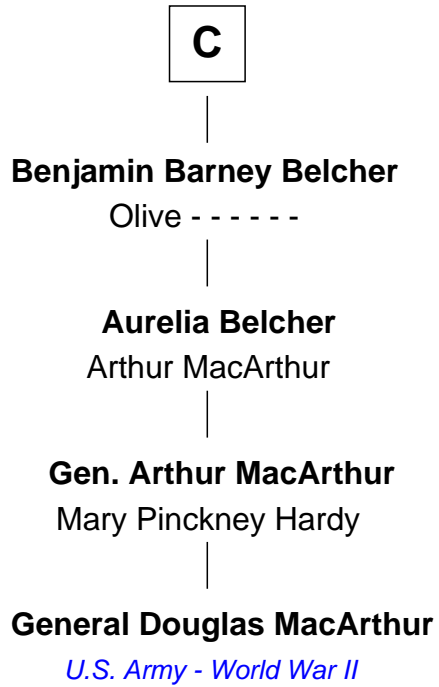 C
Benjamin Barney Belcher
Olive - - - - - -
Aurelia Belcher
Arthur MacArthur
Gen. Arthur MacArthur
Mary Pinckney Hardy
General Douglas MacArthur
U.S. Army - World War II